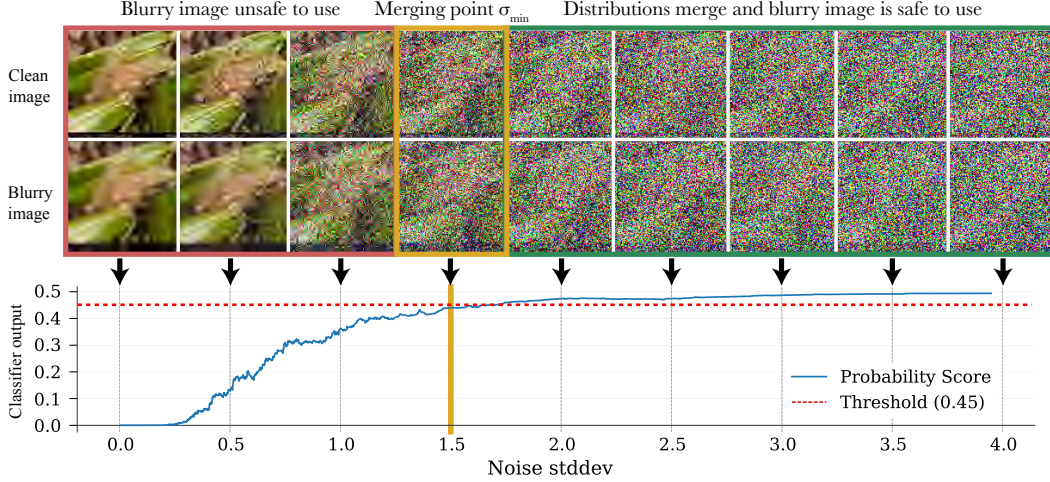 Blurry image unsafe to use
Merging point σmin
Distributions merge and blurry image is safe to use
Clean
image
Blurry
image
Classifier output
0.5
0.4
0.3
0.2
0.1
0.0
Probability Score
Threshold (0.45)
0.0 0.5 1.0 1.5 2.0 2.5 3.0 3.5 4.0
Noise stddev